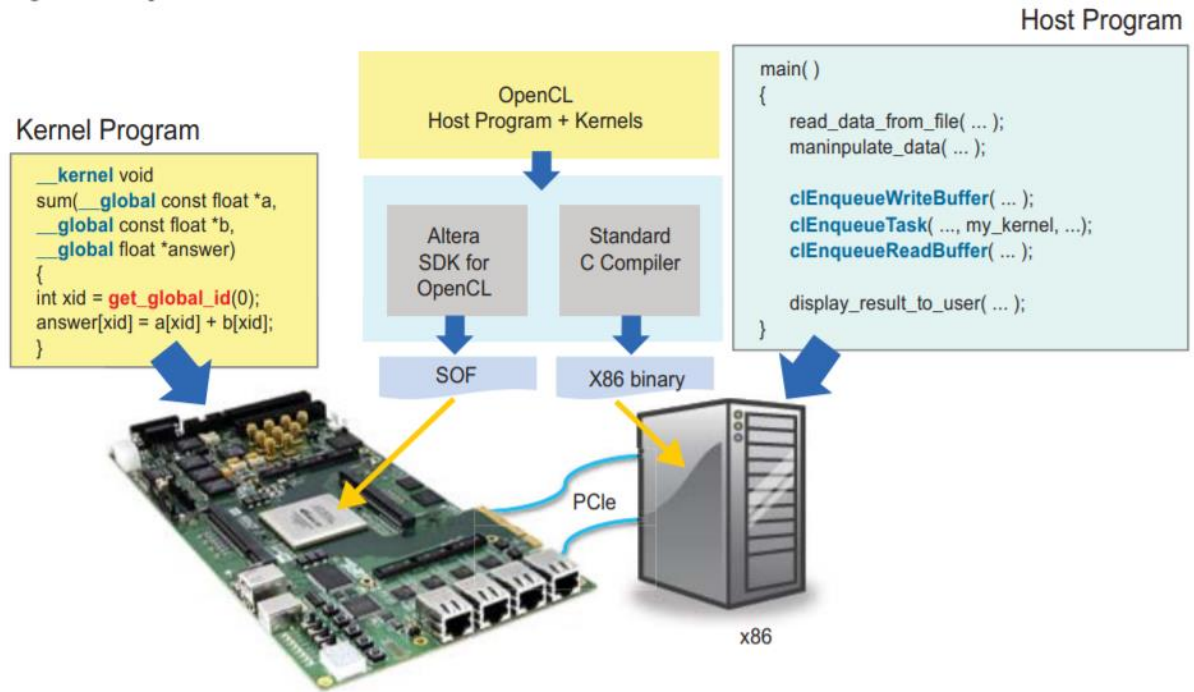 Host Program
main( )
{
read_data_from_file( ... );
maninpulate_data( ... );
clEnqueueWriteBuffer( ... );
clEnqueueTask( ..., my_kernel, ...);
clEnqueueReadBuffer( ... );
display_result_to_user( ... );
}
OpenCL
Host Program + Kernels
Kernel Program
__kernel void
sum(__global const float *a,
__global const float *b,
__global float *answer)
{
int xid = get_global_id(0);
answer[xid] = a[xid] + b[xid];
}
Altera
SDK for
OpenCL
Standard
C Compiler
SOF
X86 binary
PCIe
x86